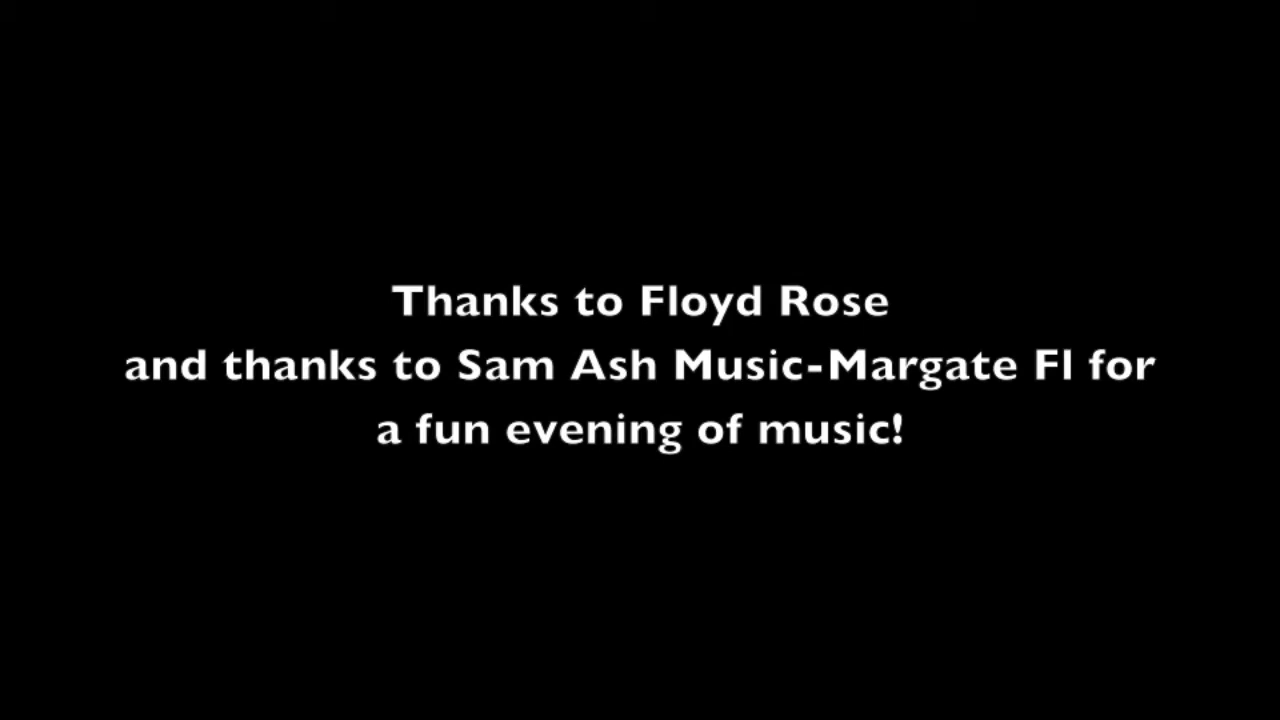 Thanks to Floyd Rose
and thanks to Sam Ash Music-Margate Fl for
a fun evening of music!